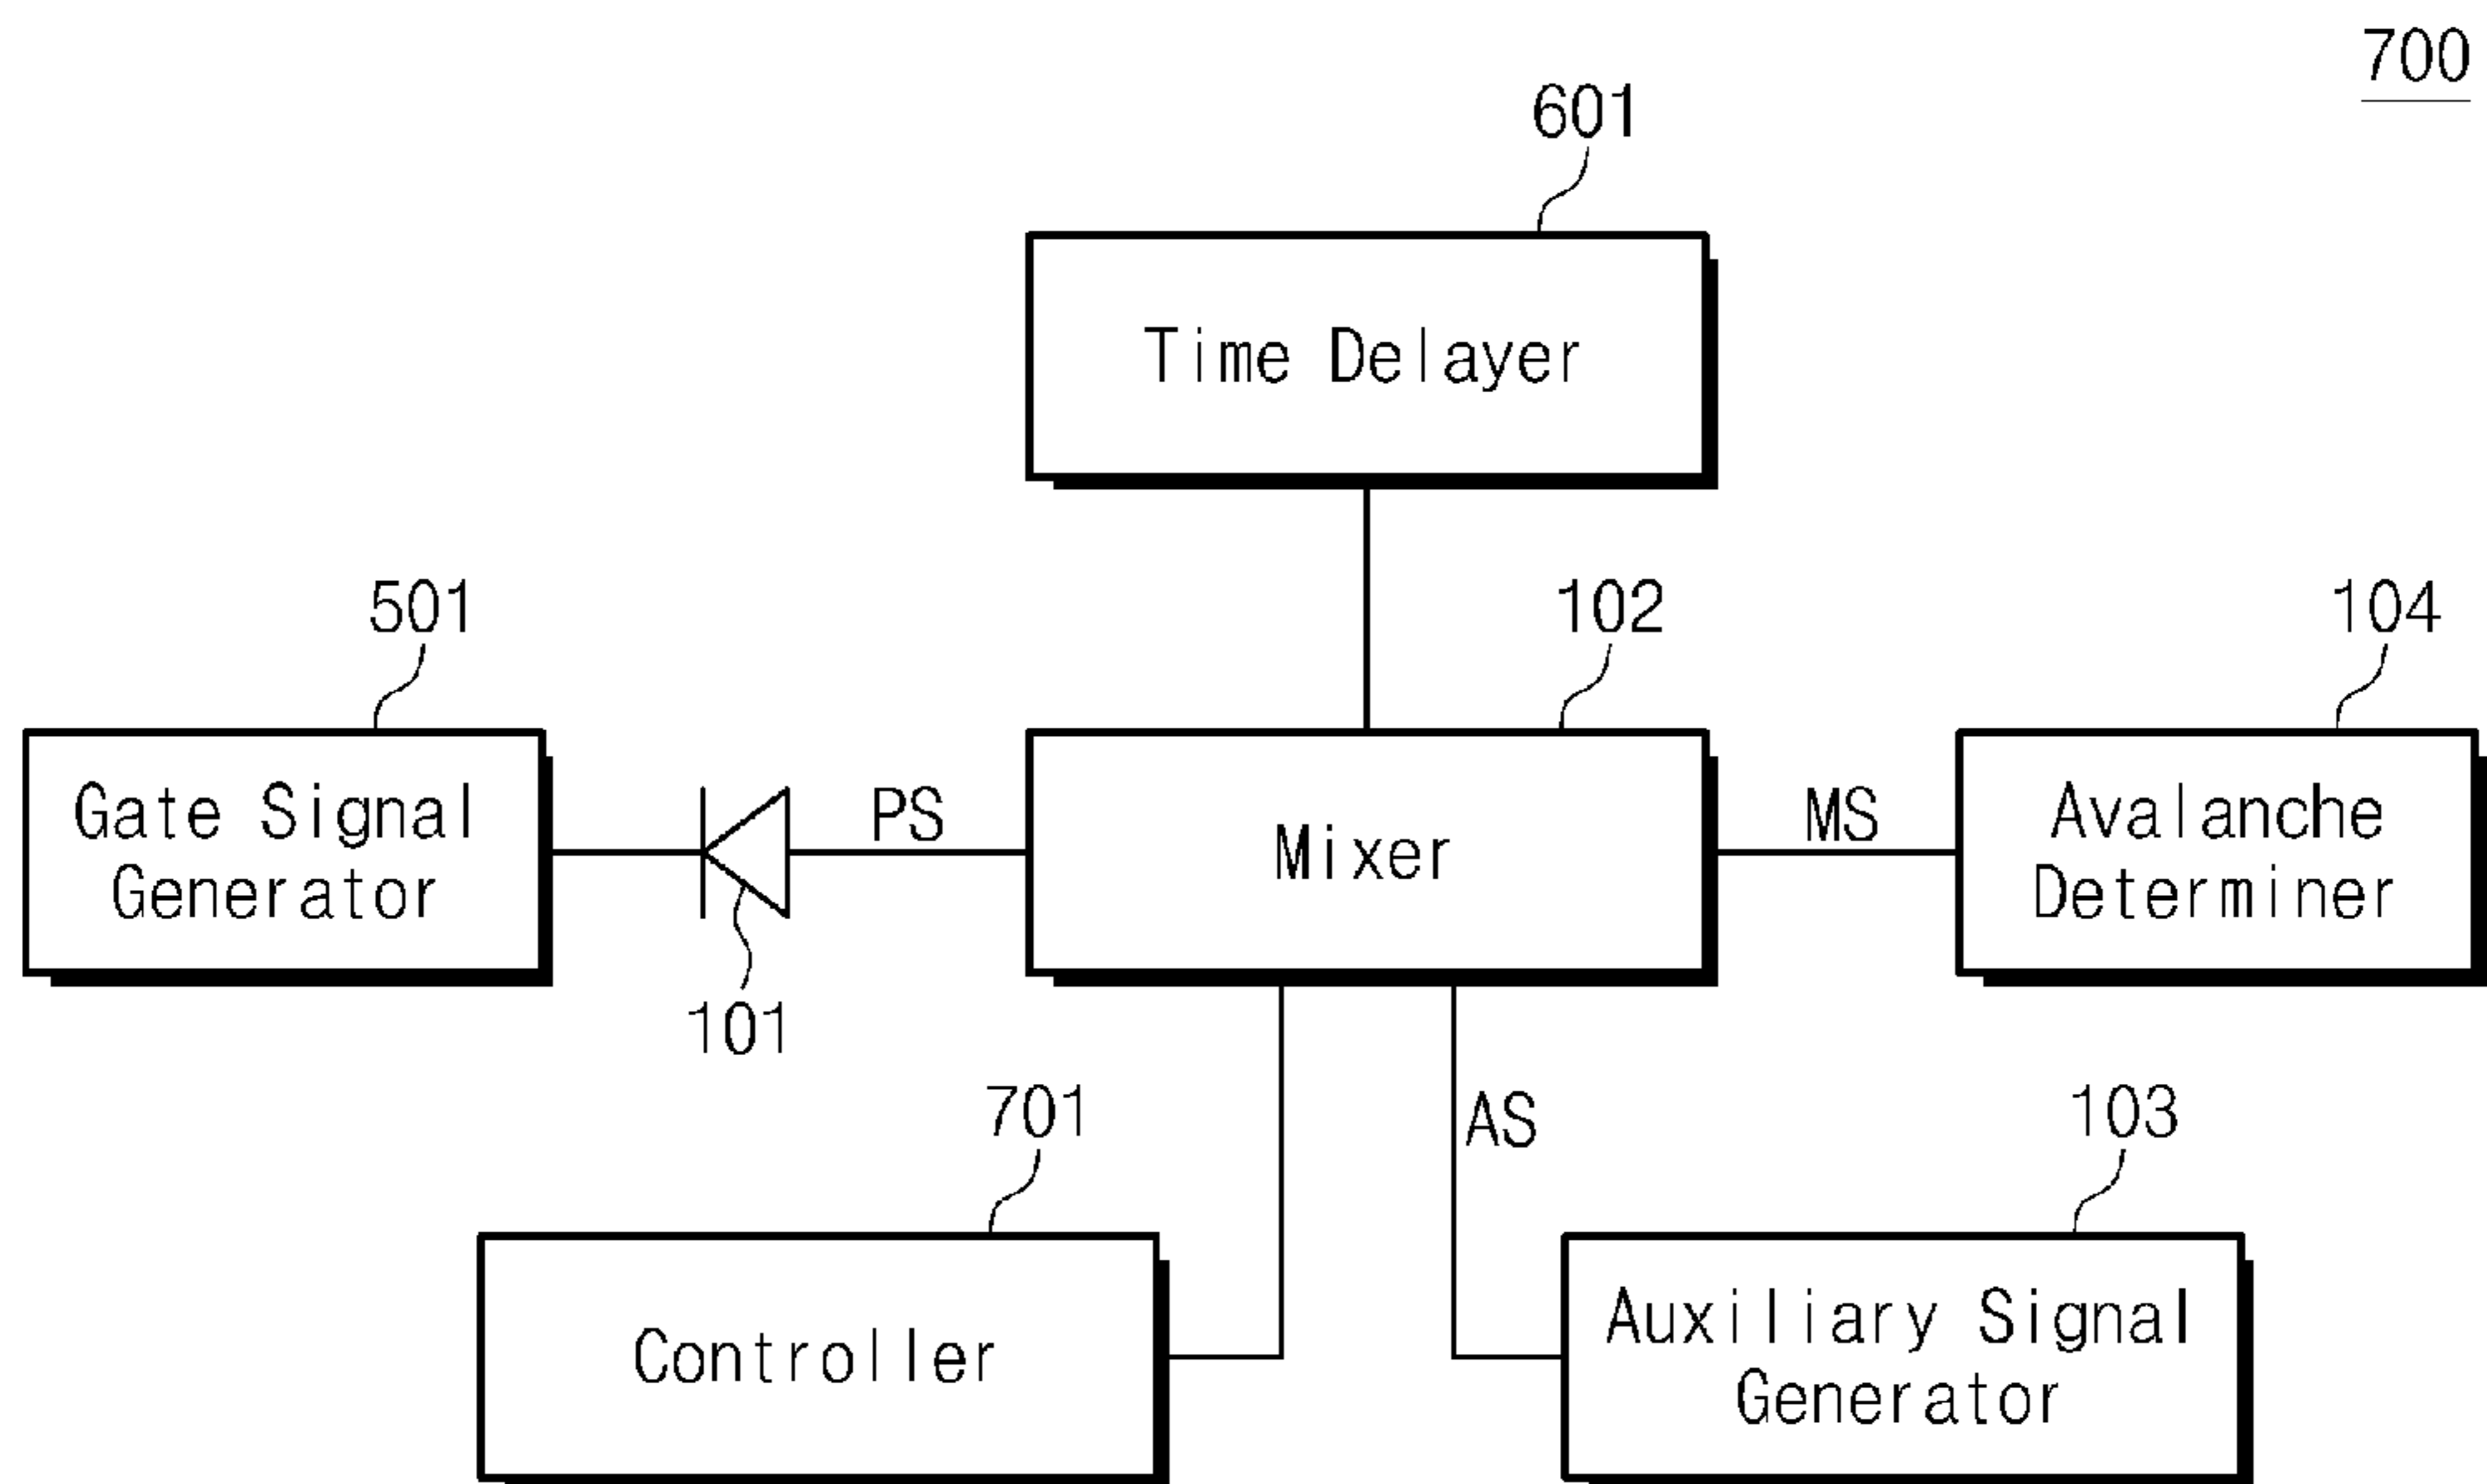 700
601
Time Delayer
501
102
104
Gate Signal
Generator
PS
Mixer
MS
Avalanche
Determiner
101
701
AS
103
Controller
Auxiliary Signal
Generator